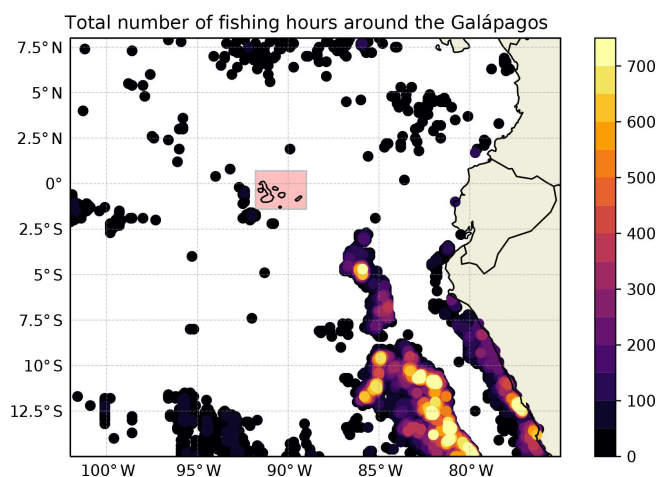 Total number of fishing hours around the Galápagos
7.5°N
5°N
2.5°N
0°
2.5°S
5°S
7.5°S
10°S
12.5°S
100°W 95°W 90°W 85°W 80°W
700
600
500
400
300
200
100
0